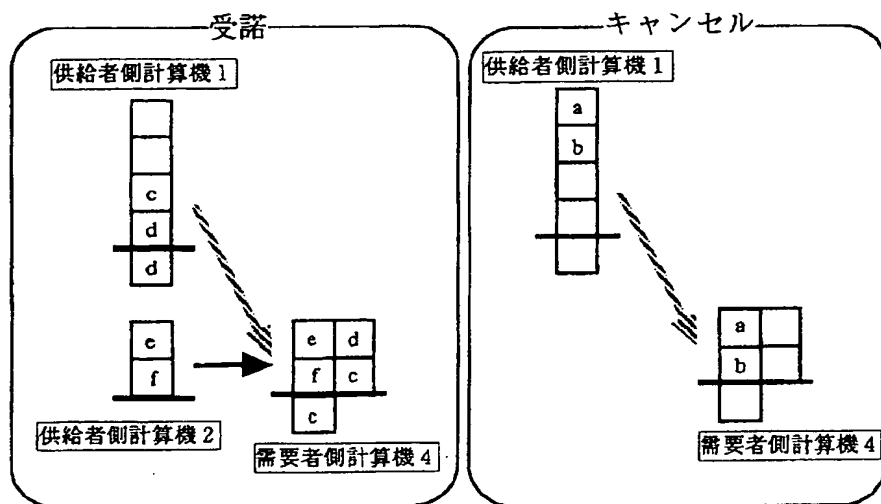 受諾
供給者側計算機1
c
d
d
e
f
供給者側計算機2
e d
f c
c
需要者側計算機4
キャンセル
供給者側計算機1
a
b
a
b
需要者側計算機4